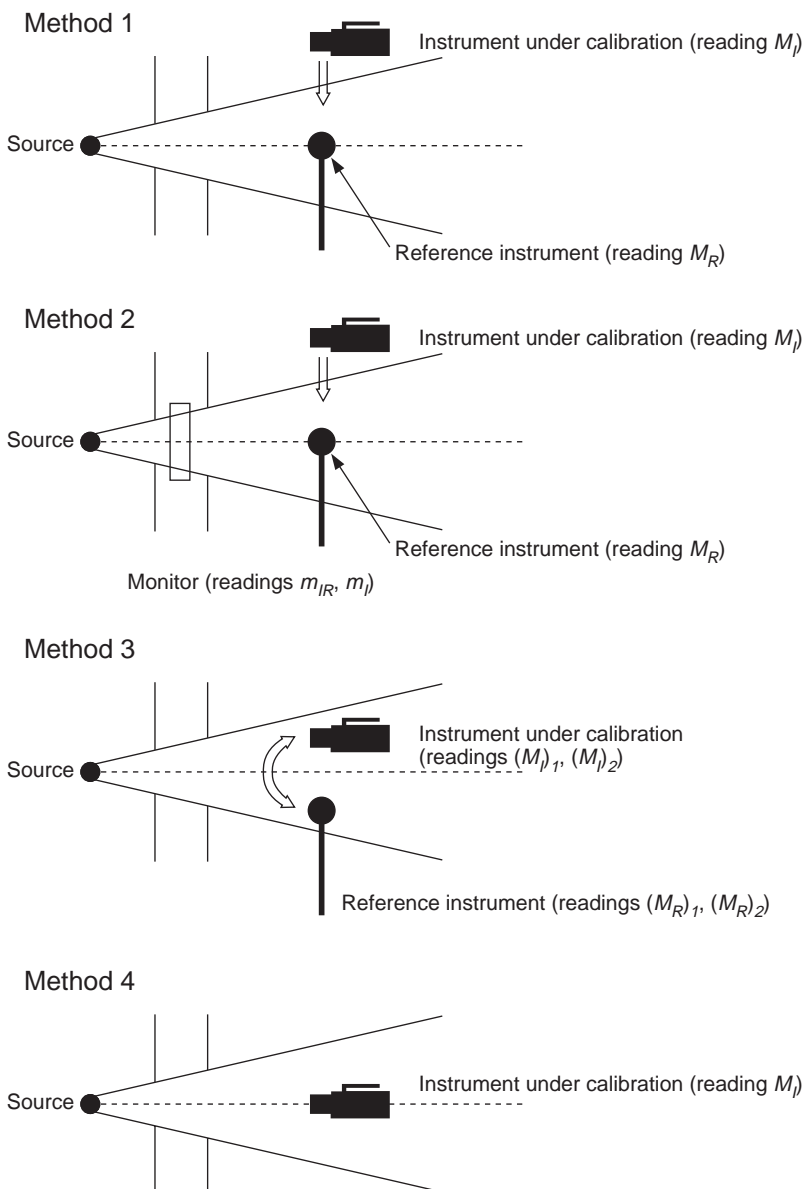 Method 1
Instrument under calibration (reading M_I)
Source
Reference instrument (reading M_R)
Method 2
Instrument under calibration (reading M_I)
Source
Reference instrument (reading M_R)
Monitor (readings m_IR, m_I)
Method 3
Instrument under calibration
(readings (M_I)_1, (M_I)_2)
Source
Reference instrument (readings (M_R)_1, (M_R)_2)
Method 4
Instrument under calibration (reading M_I)
Source